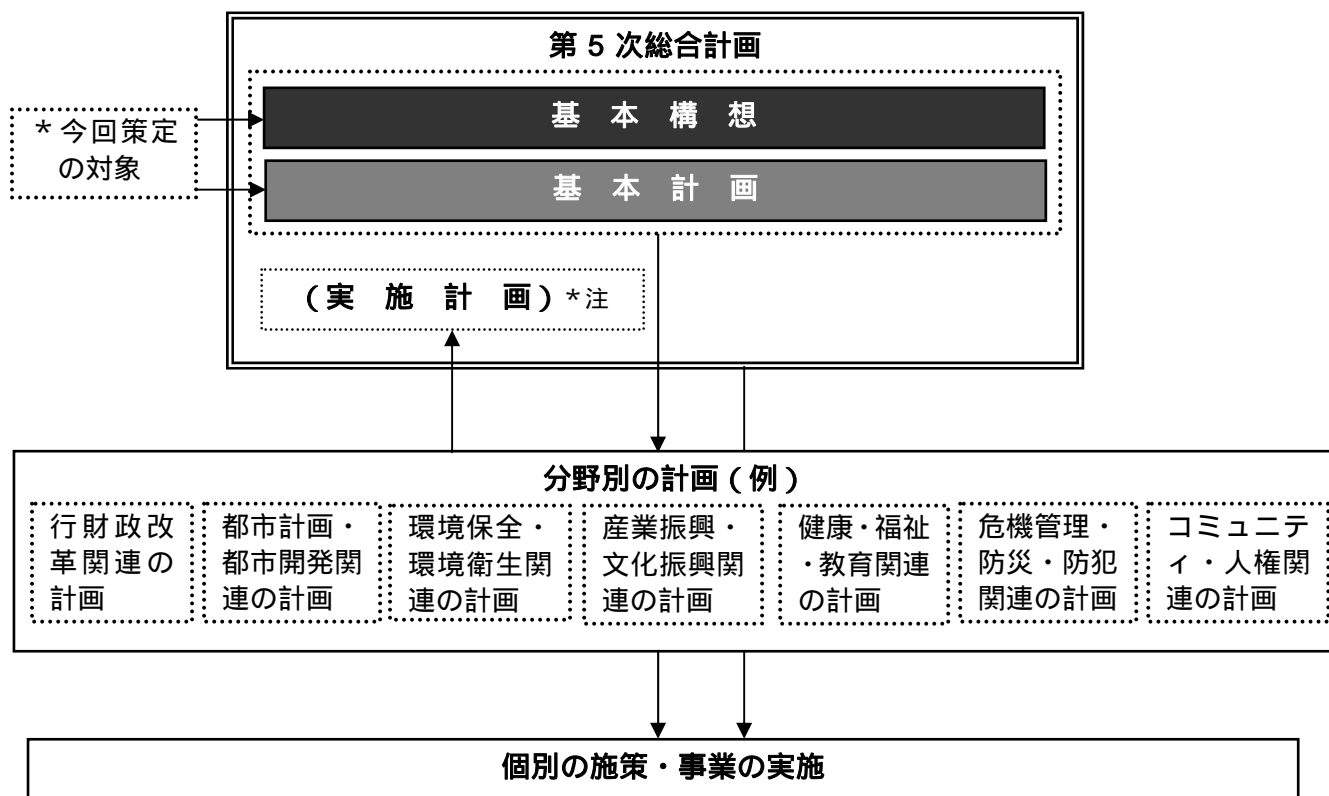 第 5 次総合計画
基 本 構 想
*今回策定
の対象
基 本 計 画
(実 施 計 画)*注
分野別の計画(例)
行財政改
革関連の
計画
都市計画・
都市開発関
連の計画
環境保全・
環境衛生関
連の計画
産業振興・
文化振興関
連の計画
健康・福祉
・教育関連
の計画
危機管理・
防災・防犯
関連の計画
コミュニテ
ィ・人権関
連の計画
個別の施策・事業の実施